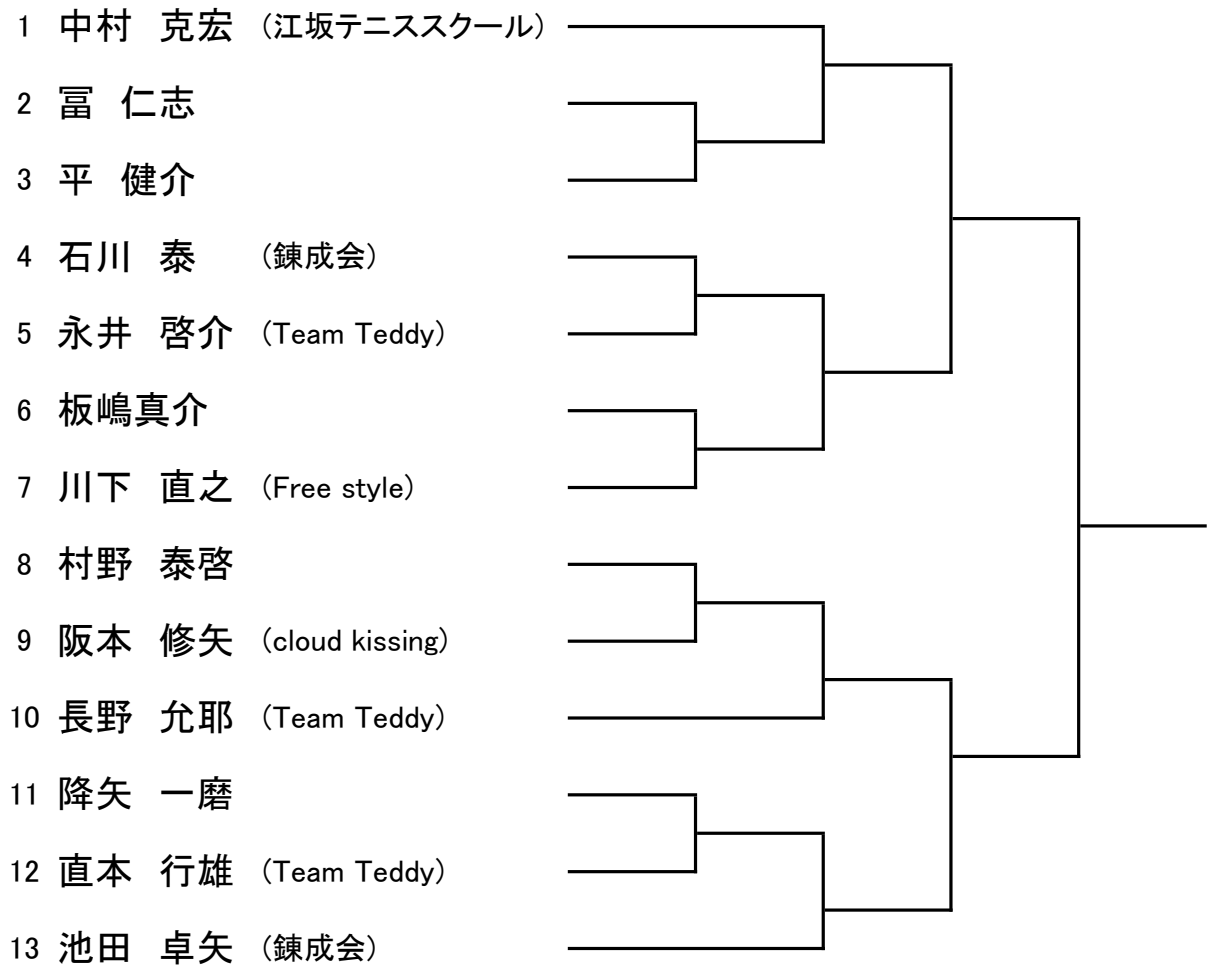 1 中村 克宏 (江坂テニススクール)
2 冨 仁志
3 平 健介
4 石川 泰 (錬成会)
5 永井 啓介 (Team Teddy)
6 板嶋真介
7 川下 直之 (Free style)
8 村野 泰啓
9 阪本 修矢 (cloud kissing)
10 長野 允耶 (Team Teddy)
11 降矢 一磨
12 直本 行雄 (Team Teddy)
13 池田 卓矢 (錬成会)